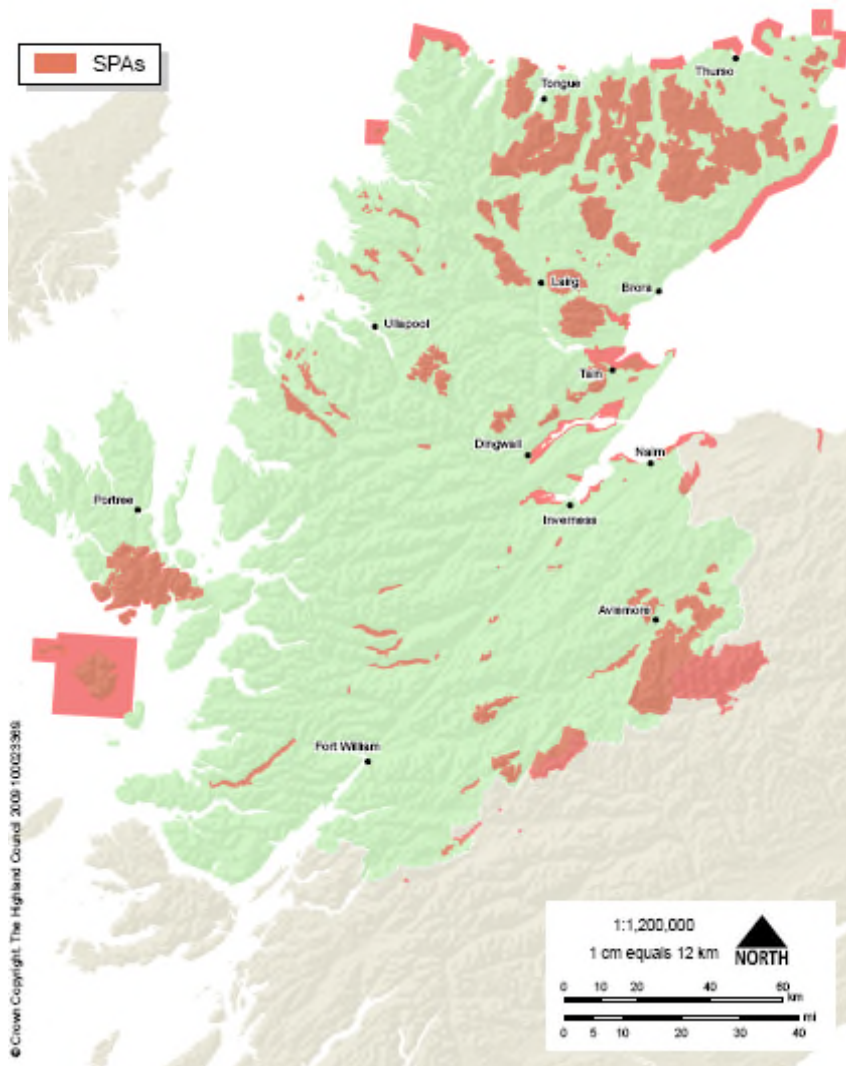 SPAs
Thurso
Tongue
Lairg
Brora
Ullapool
Tain
Dingwall
Nairn
Portree
Inverness
Aviemore
Fort William
© Crown Copyright. The Highland Council 2009 100023369
1:1,200,000
1 cm equals 12 km
NORTH
0 10 20 40 60
km
mi
0 5 10 20 30 40